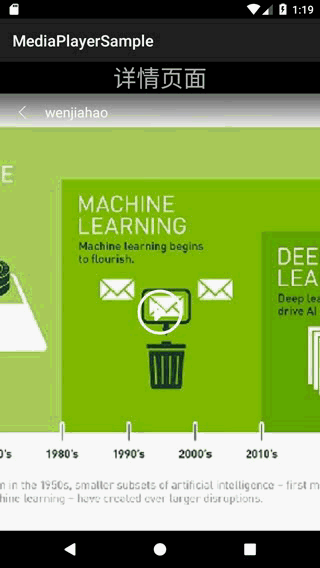 1:19
MediaPlayerSample
详情页面
wenjiahao
E
MACHINE
LEARNING
Machine learning begins
to flourish.
DEE
LEA
Deep lea
drive AI
0's 1980's 1990's 2000's 2010's
n in the 1950s, smaller subsets of artificial intelligence – first m
hine learning – have created ever larger disruptions.